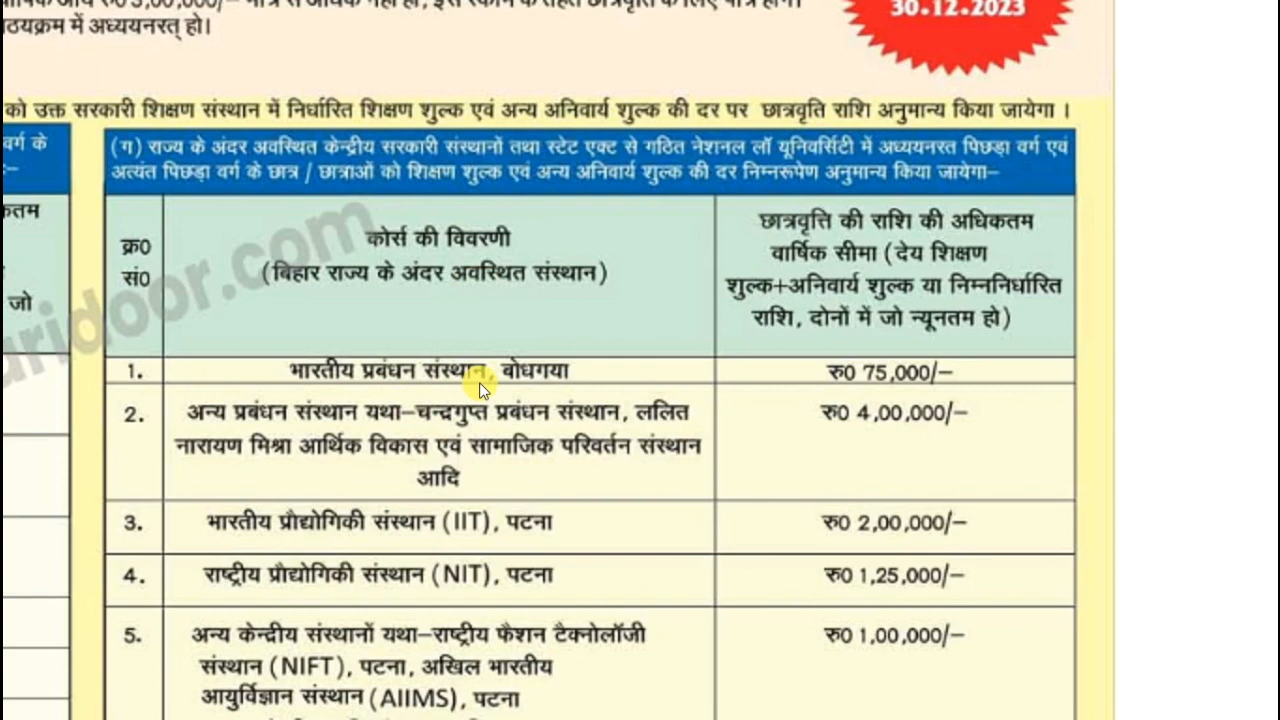 30.12.2023
ठयक्रम में अध्ययनरत् हो।
को उक्त सरकारी शिक्षण संस्थान में निर्धारित शिक्षण शुल्क एवं अन्य अनिवार्य शुल्क की दर पर छात्रवृति राशि अनुमान्य किया जायेगा ।
वर्ग के
(ग) राज्य के अंदर अवस्थित केन्द्रीय सरकारी संस्थानों तथा स्टेट एक्ट से गठित नेशनल लॉ यूनिवर्सिटी में अध्ययनरत पिछड़ा वर्ग एवं
अत्यंत पिछड़ा वर्ग के छात्र / छात्राओं को शिक्षण शुल्क एवं अन्य अनिवार्य शुल्क की दर निम्नरूपेण अनुमान्य किया जायेगा–
कतम
जो
क्र0
सं0
कोर्स की विवरणी
(बिहार राज्य के अंदर अवस्थित संस्थान)
छात्रवृत्ति की राशि की अधिकतम
वार्षिक सीमा (देय शिक्षण
शुल्क+अनिवार्य शुल्क या निम्ननिर्धारित
राशि, दोनों में जो न्यूनतम हो)
aridoor.com
1. भारतीय प्रबंधन संस्थान, बोधगया रु0 75,000/–
2. अन्य प्रबंधन संस्थान यथा–चन्द्रगुप्त प्रबंधन संस्थान, ललित रु0 4,00,000/–
नारायण मिश्रा आर्थिक विकास एवं सामाजिक परिवर्तन संस्थान
आदि
3. भारतीय प्रौद्योगिकी संस्थान (IIT), पटना रु0 2,00,000/–
4. राष्ट्रीय प्रौद्योगिकी संस्थान (NIT), पटना रु0 1,25,000/–
5. अन्य केन्दीय संस्थानों यथा–राष्ट्रीय फैशन टैक्नोलॉजी रु0 1,00,000/–
संस्थान (NIFT), पटना, अखिल भारतीय
आयुर्विज्ञान संस्थान (AIIMS), पटना